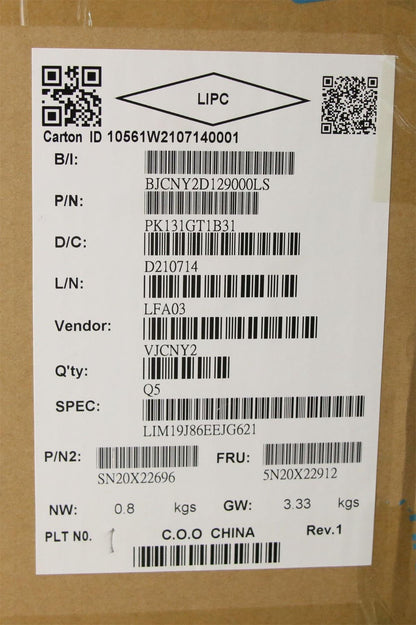 LIPC
Carton ID 10561W2107140001
B/I:
BJCNY2D129000LS
P/N:
PK131GT1B31
D/C:
D210714
L/N:
LFA03
Vendor:
VJCNY2
Q'ty:
Q5
SPEC:
LIM19J86EEJG621
P/N2: FRU:
SN20X22696 5N20X22912
NW: 0.8 kgs GW: 3.33 kgs
PLT N0. C.O.O CHINA Rev.1